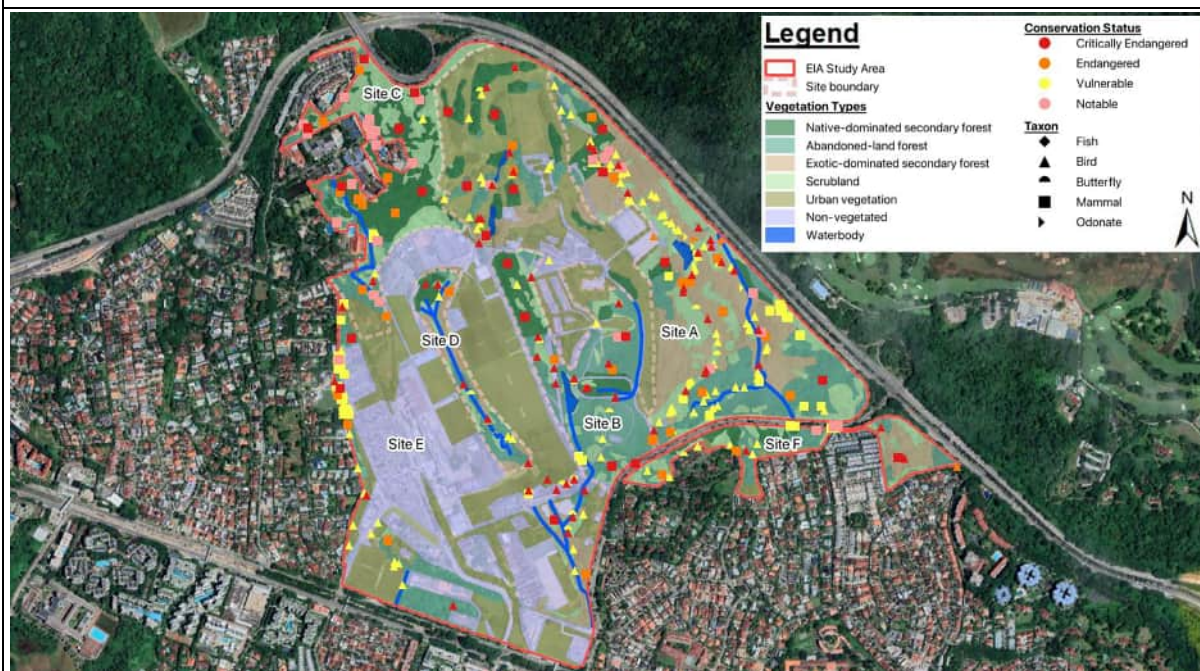 Legend
EIA Study Area
Site boundary
Vegetation Types
Native-dominated secondary forest
Abandoned-land forest
Exotic-dominated secondary forest
Scrubland
Urban vegetation
Non-vegetated
Waterbody
Conservation Status
Critically Endangered
Endangered
Vulnerable
Notable
Taxon
Fish
Bird
Butterfly
Mammal
Odonate
N
Site C
Site A
Site D
Site B
Site E
Site F